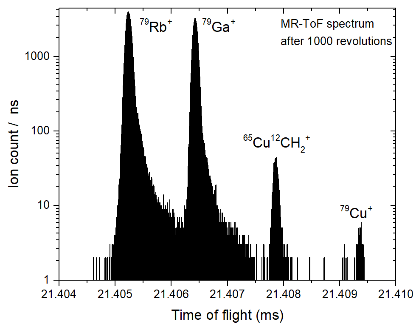 MR-ToF spectrum
after 1000 revolutions
⁷⁹Rb⁺
⁷⁹Ga⁺
⁶⁵Cu¹²CH₂⁺
⁷⁹Cu⁺
Ion count / ns
1000
100
10
1
21.404 21.405 21.406 21.407 21.408 21.409 21.410
Time of flight (ms)